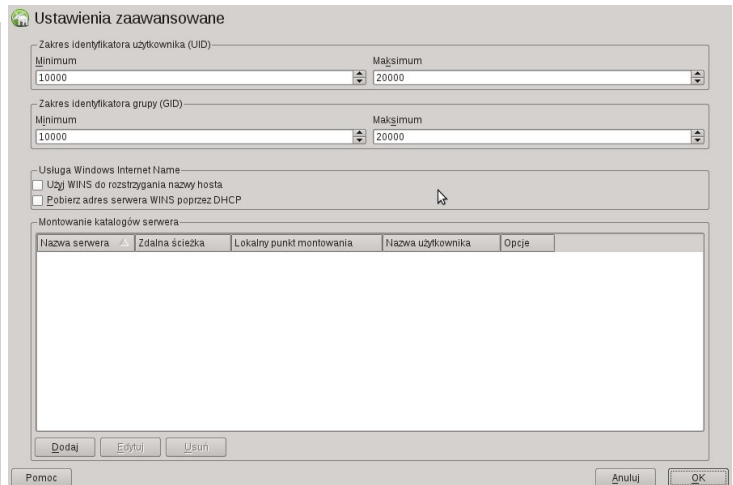 Ustawienia zaawansowane
Zakres identyfikatora użytkownika (UID)
Minimum Maksimum
10000 20000
Zakres identyfikatora grupy (GID)
Minimum Maksimum
10000 20000
Usługa Windows Internet Name
Użyj WINS do rozstrzygania nazwy hosta
Pobierz adres serwera WINS poprzez DHCP
Montowanie katalogów serwera
Nazwa serwera Zdalna ścieżka Lokalny punkt montowania Nazwa użytkownika Opcje
Dodaj Edytuj Usuń
Pomoc Anuluj OK